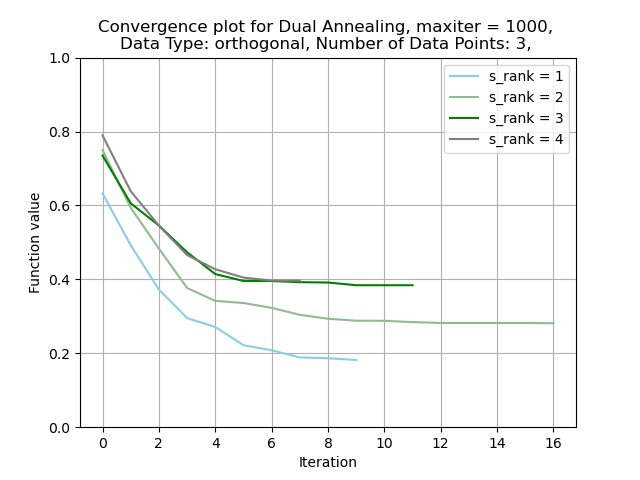 Convergence plot for Dual Annealing, maxiter = 1000,
Data Type: orthogonal, Number of Data Points: 3,
s_rank = 1
s_rank = 2
s_rank = 3
s_rank = 4
Function value
1.0
0.8
0.6
0.4
0.2
0.0
0 2 4 6 8 10 12 14 16
Iteration